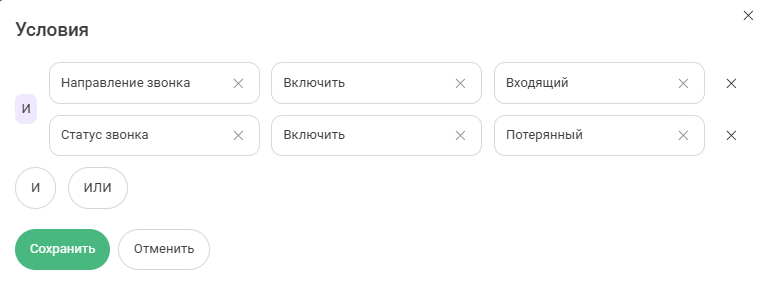 Условия
Направление звонка Включить Входящий
И
Статус звонка Включить Потерянный
И ИЛИ
Сохранить Отменить